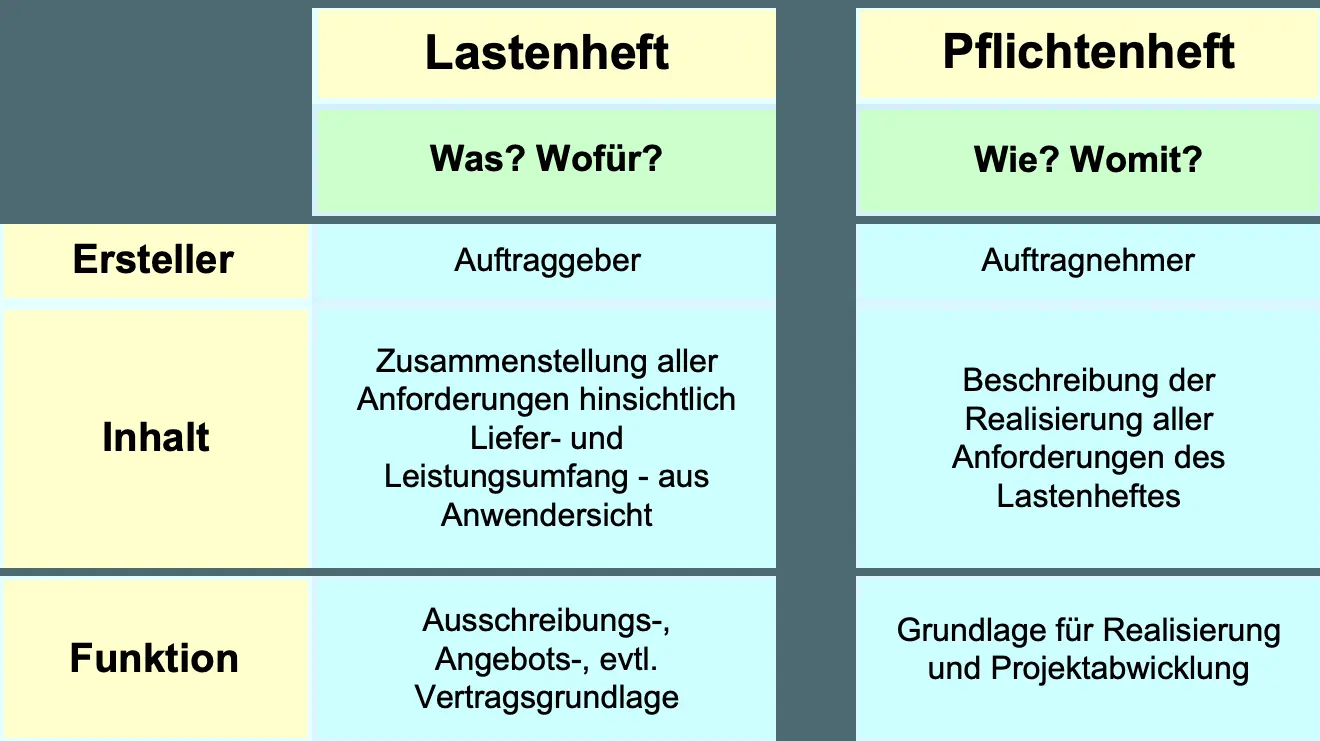 Lastenheft
Pflichtenheft
Was? Wofür?
Wie? Womit?
Ersteller
Auftraggeber
Auftragnehmer
Inhalt
Zusammenstellung aller
Anforderungen hinsichtlich
Liefer- und
Leistungsumfang - aus
Anwendersicht
Beschreibung der
Realisierung aller
Anforderungen des
Lastenheftes
Funktion
Ausschreibungs-,
Angebots-, evtl.
Vertragsgrundlage
Grundlage für Realisierung
und Projektabwicklung